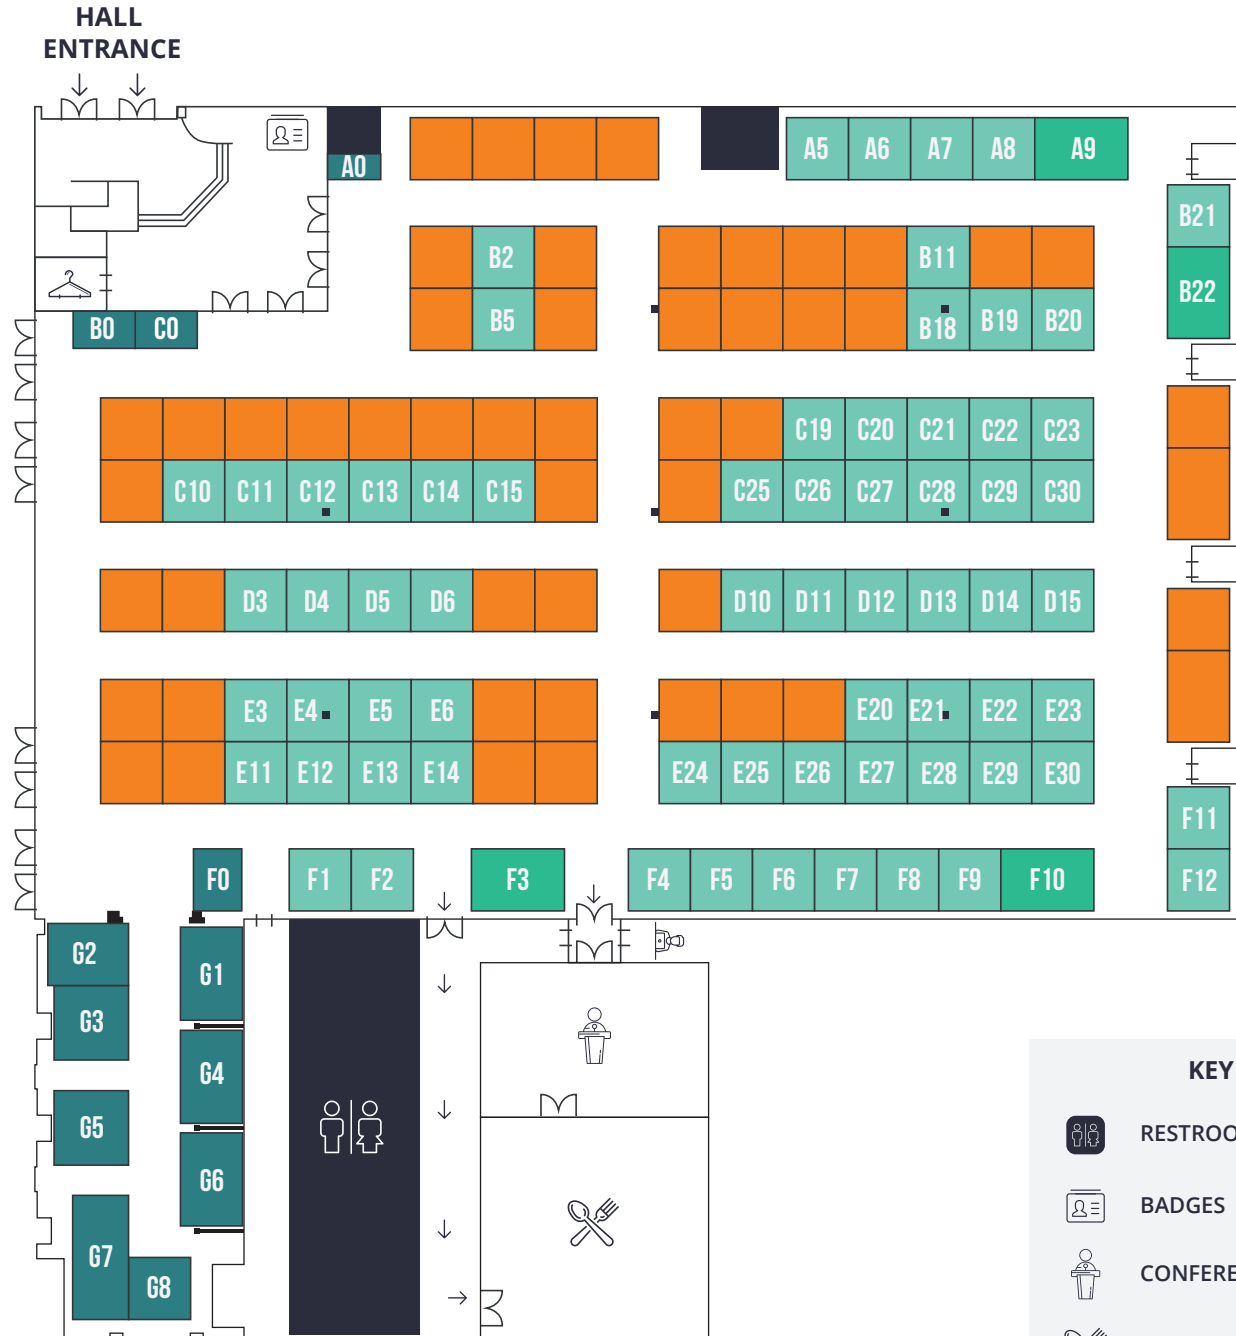 HALL
ENTRANCE
A0
A5 A6 A7 A8 A9
B21
B2 B11
B22
B5 B18 B19 B20
B0 C0
C19 C20 C21 C22 C23
C10 C11 C12 C13 C14 C15 C25 C26 C27 C28 C29 C30
D3 D4 D5 D6 D10 D11 D12 D13 D14 D15
E3 E4 E5 E6 E20 E21 E22 E23
E11 E12 E13 E14 E24 E25 E26 E27 E28 E29 E30
F11
F0 F1 F2 F3 F4 F5 F6 F7 F8 F9 F10 F12
G2 G1
G3
G4
G5
G6
G7
G8
KEY
RESTROO
BADGES
CONFERE